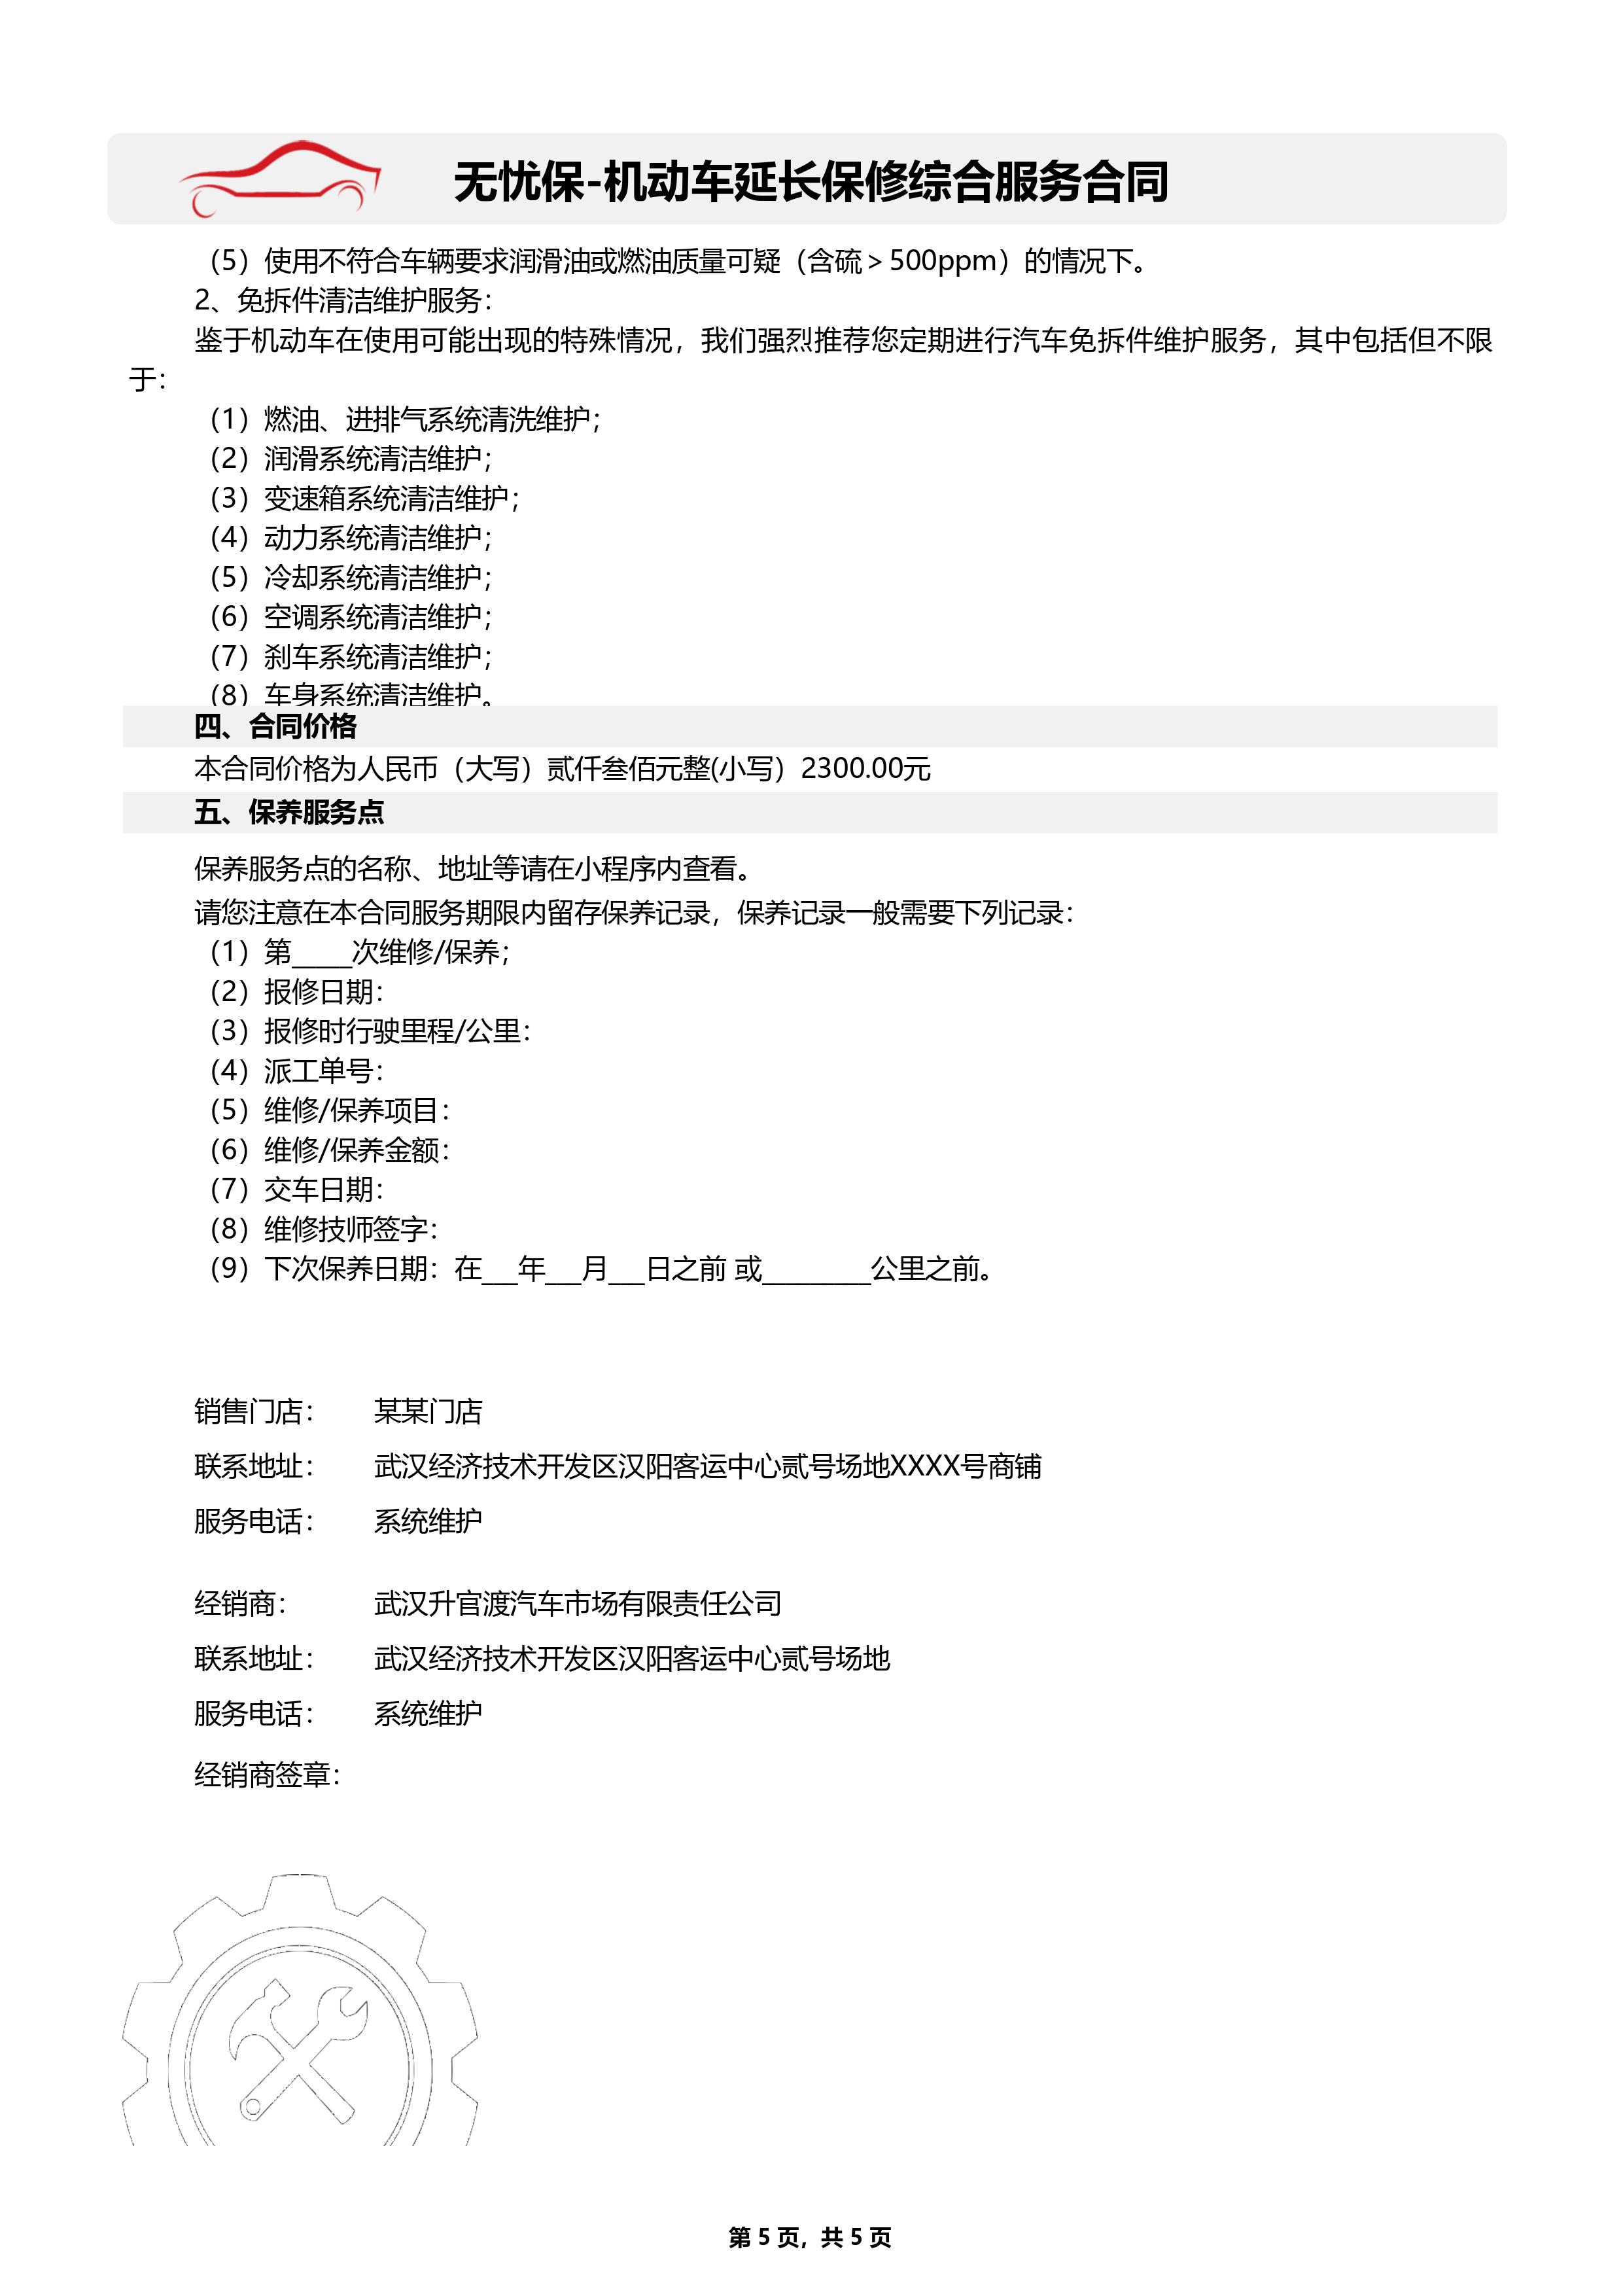 无忧保-机动车延长保修综合服务合同
（5）使用不符合车辆要求润滑油或燃油质量可疑（含硫＞500ppm）的情况下。
2、免拆件清洁维护服务：
鉴于机动车在使用可能出现的特殊情况，我们强烈推荐您定期进行汽车免拆件维护服务，其中包括但不限
于：
（1）燃油、进排气系统清洗维护；
（2）润滑系统清洁维护；
（3）变速箱系统清洁维护；
（4）动力系统清洁维护；
（5）冷却系统清洁维护；
（6）空调系统清洁维护；
（7）刹车系统清洁维护；
（8）车身系统清洁维护。
四、合同价格
本合同价格为人民币（大写）贰仟叁佰元整(小写）2300.00元
五、保养服务点
保养服务点的名称、地址等请在小程序内查看。
请您注意在本合同服务期限内留存保养记录，保养记录一般需要下列记录：
（1）第_____次维修/保养；
（2）报修日期：
（3）报修时行驶里程/公里：
（4）派工单号：
（5）维修/保养项目：
（6）维修/保养金额：
（7）交车日期：
（8）维修技师签字：
（9）下次保养日期：在___年___月___日之前 或_________公里之前。
销售门店： 某某门店
联系地址： 武汉经济技术开发区汉阳客运中心贰号场地XXXX号商铺
服务电话： 系统维护
经销商： 武汉升官渡汽车市场有限责任公司
联系地址： 武汉经济技术开发区汉阳客运中心贰号场地
服务电话： 系统维护
经销商签章：
第 5 页, 共 5 页